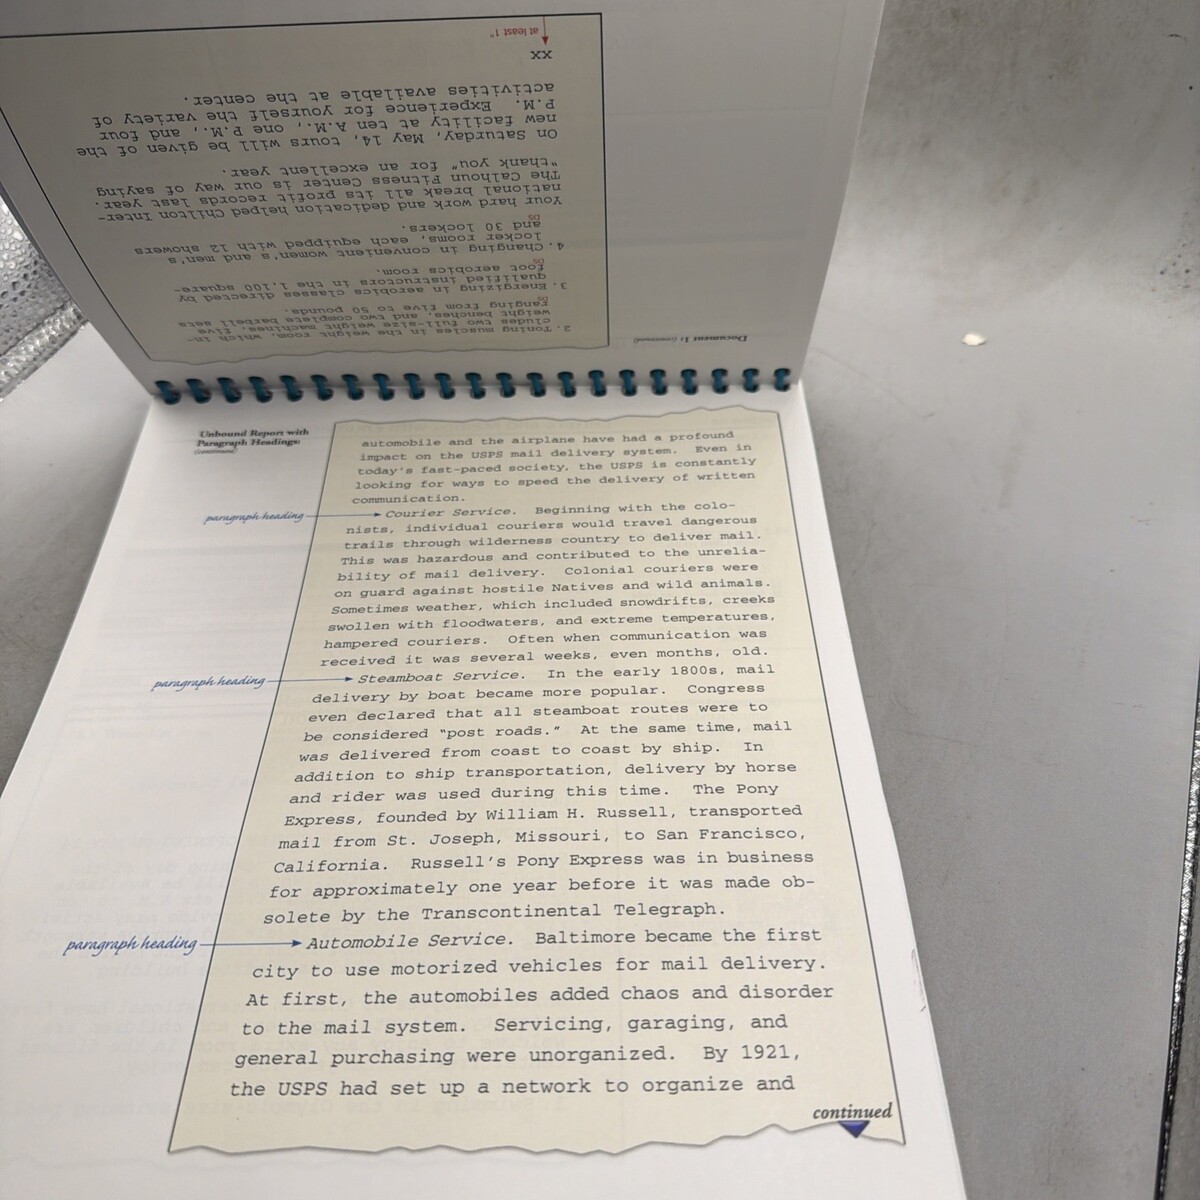 Document 1: (continued)
2. Toning muscles in the weight room, which in-
cludes two full-size weight machines, five
weight benches, and two complete barbell sets
ranging from five to 50 pounds.
DS
3. Energizing in aerobics classes directed by
qualified instructors in the 1,100 square-
foot aerobics room.
DS
4. Changing in convenient women's and men's
locker rooms, each equipped with 12 showers
and 30 lockers.
DS
Your hard work and dedication helped Chilton Inter-
national break all its profit records last year.
The Calhoun Fitness Center is our way of saying
"thank you" for an excellent year.
On Saturday, May 14, tours will be given of the
new facility at ten A.M., one P.M., and four
P.M. Experience for yourself the variety of
activities available at the center.
xx
at least 1"
Unbound Report with
Paragraph Headings:
(continued)
automobile and the airplane have had a profound
impact on the USPS mail delivery system. Even in
today's fast-paced society, the USPS is constantly
looking for ways to speed the delivery of written
communication.
paragraph heading
Courier Service. Beginning with the colo-
nists, individual couriers would travel dangerous
trails through wilderness country to deliver mail.
This was hazardous and contributed to the unrelia-
bility of mail delivery. Colonial couriers were
on guard against hostile Natives and wild animals.
Sometimes weather, which included snowdrifts, creeks
swollen with floodwaters, and extreme temperatures,
hampered couriers. Often when communication was
received it was several weeks, even months, old.
paragraph heading
Steamboat Service. In the early 1800s, mail
delivery by boat became more popular. Congress
even declared that all steamboat routes were to
be considered "post roads." At the same time, mail
was delivered from coast to coast by ship. In
addition to ship transportation, delivery by horse
and rider was used during this time. The Pony
Express, founded by William H. Russell, transported
mail from St. Joseph, Missouri, to San Francisco,
California. Russell's Pony Express was in business
for approximately one year before it was made ob-
solete by the Transcontinental Telegraph.
paragraph heading
Automobile Service. Baltimore became the first
city to use motorized vehicles for mail delivery.
At first, the automobiles added chaos and disorder
to the mail system. Servicing, garaging, and
general purchasing were unorganized. By 1921,
the USPS had set up a network to organize and
continued